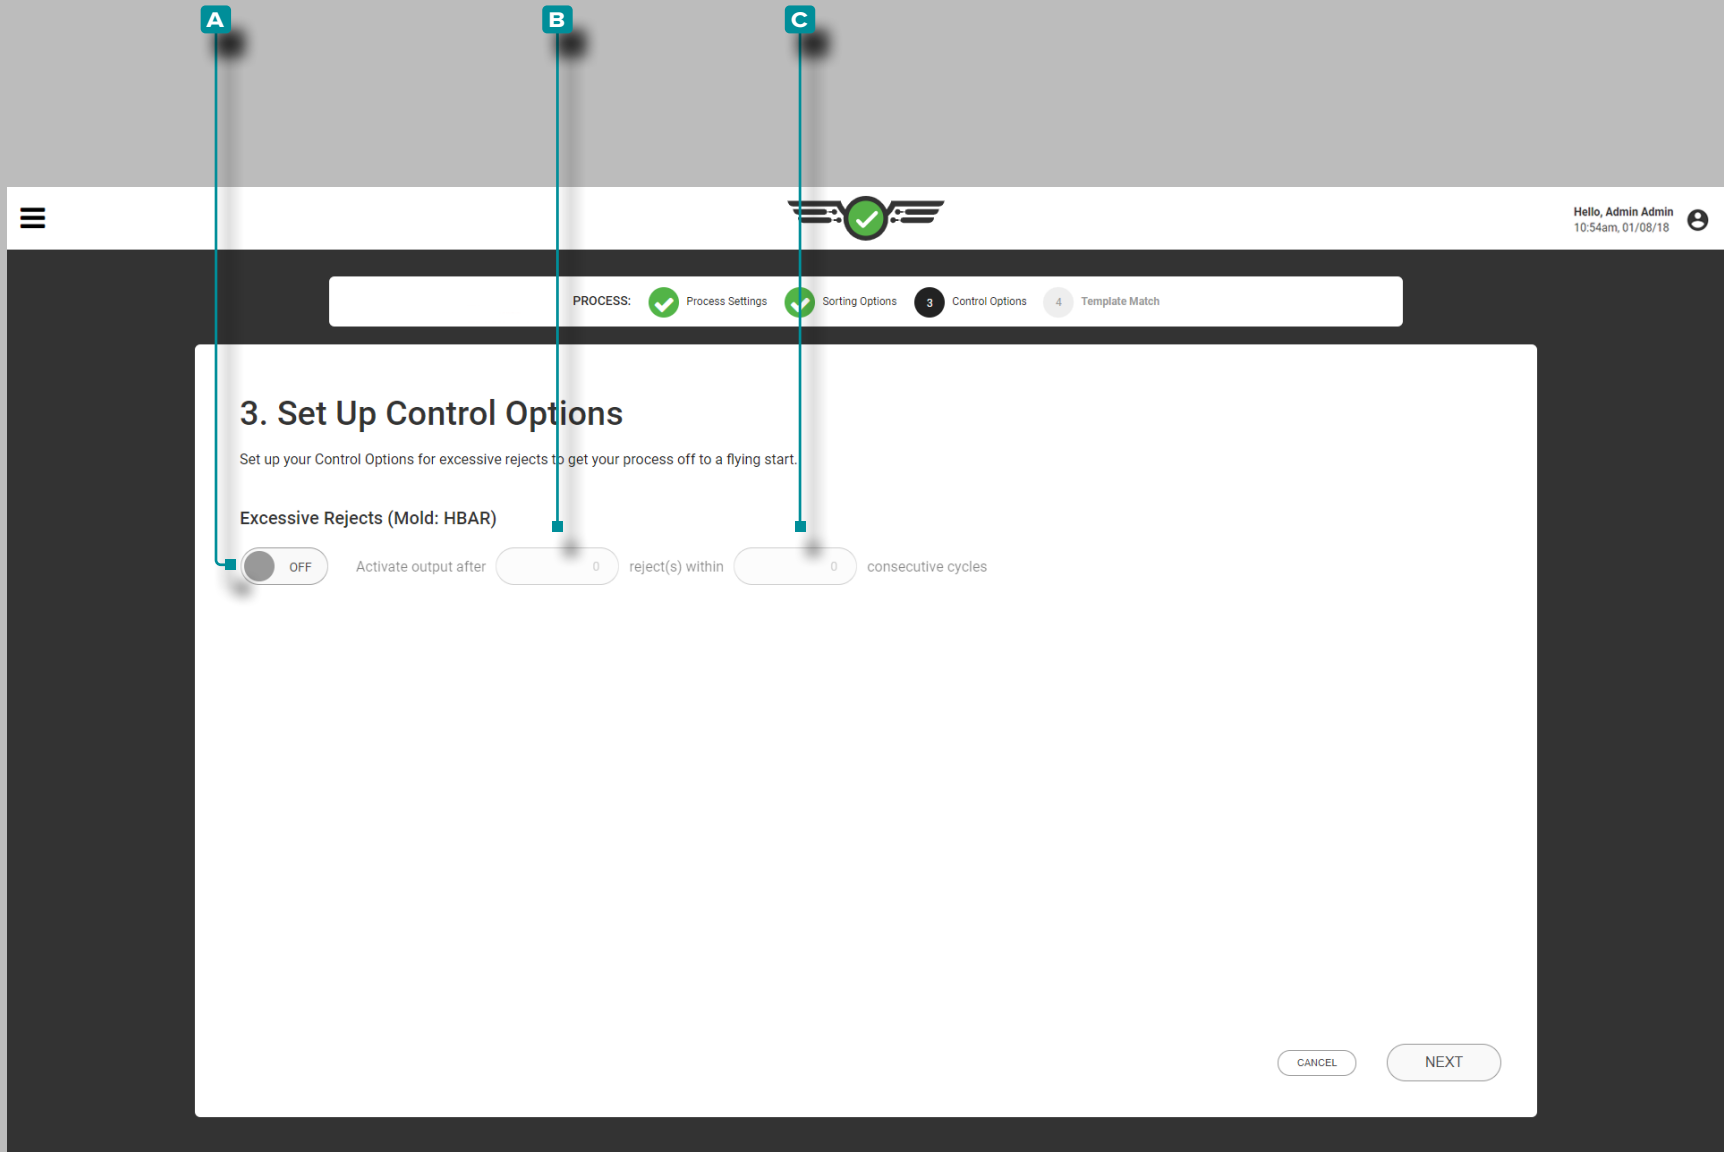 A B C
Hello, Admin Admin
10:54am, 01/08/18
PROCESS: Process Settings Sorting Options 3 Control Options 4 Template Match
3. Set Up Control Options
Set up your Control Options for excessive rejects to get your process off to a flying start.
Excessive Rejects (Mold: HBAR)
OFF Activate output after 0 reject(s) within 0 consecutive cycles
CANCEL NEXT